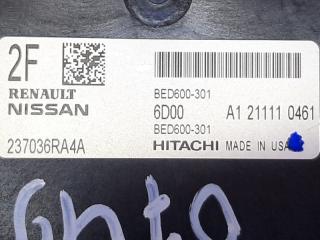 2F
RENAULT
NISSAN
237036RA4A
BED600-301
6D00 A1 21111 0461
BED600-301
HITACHI MADE IN USA